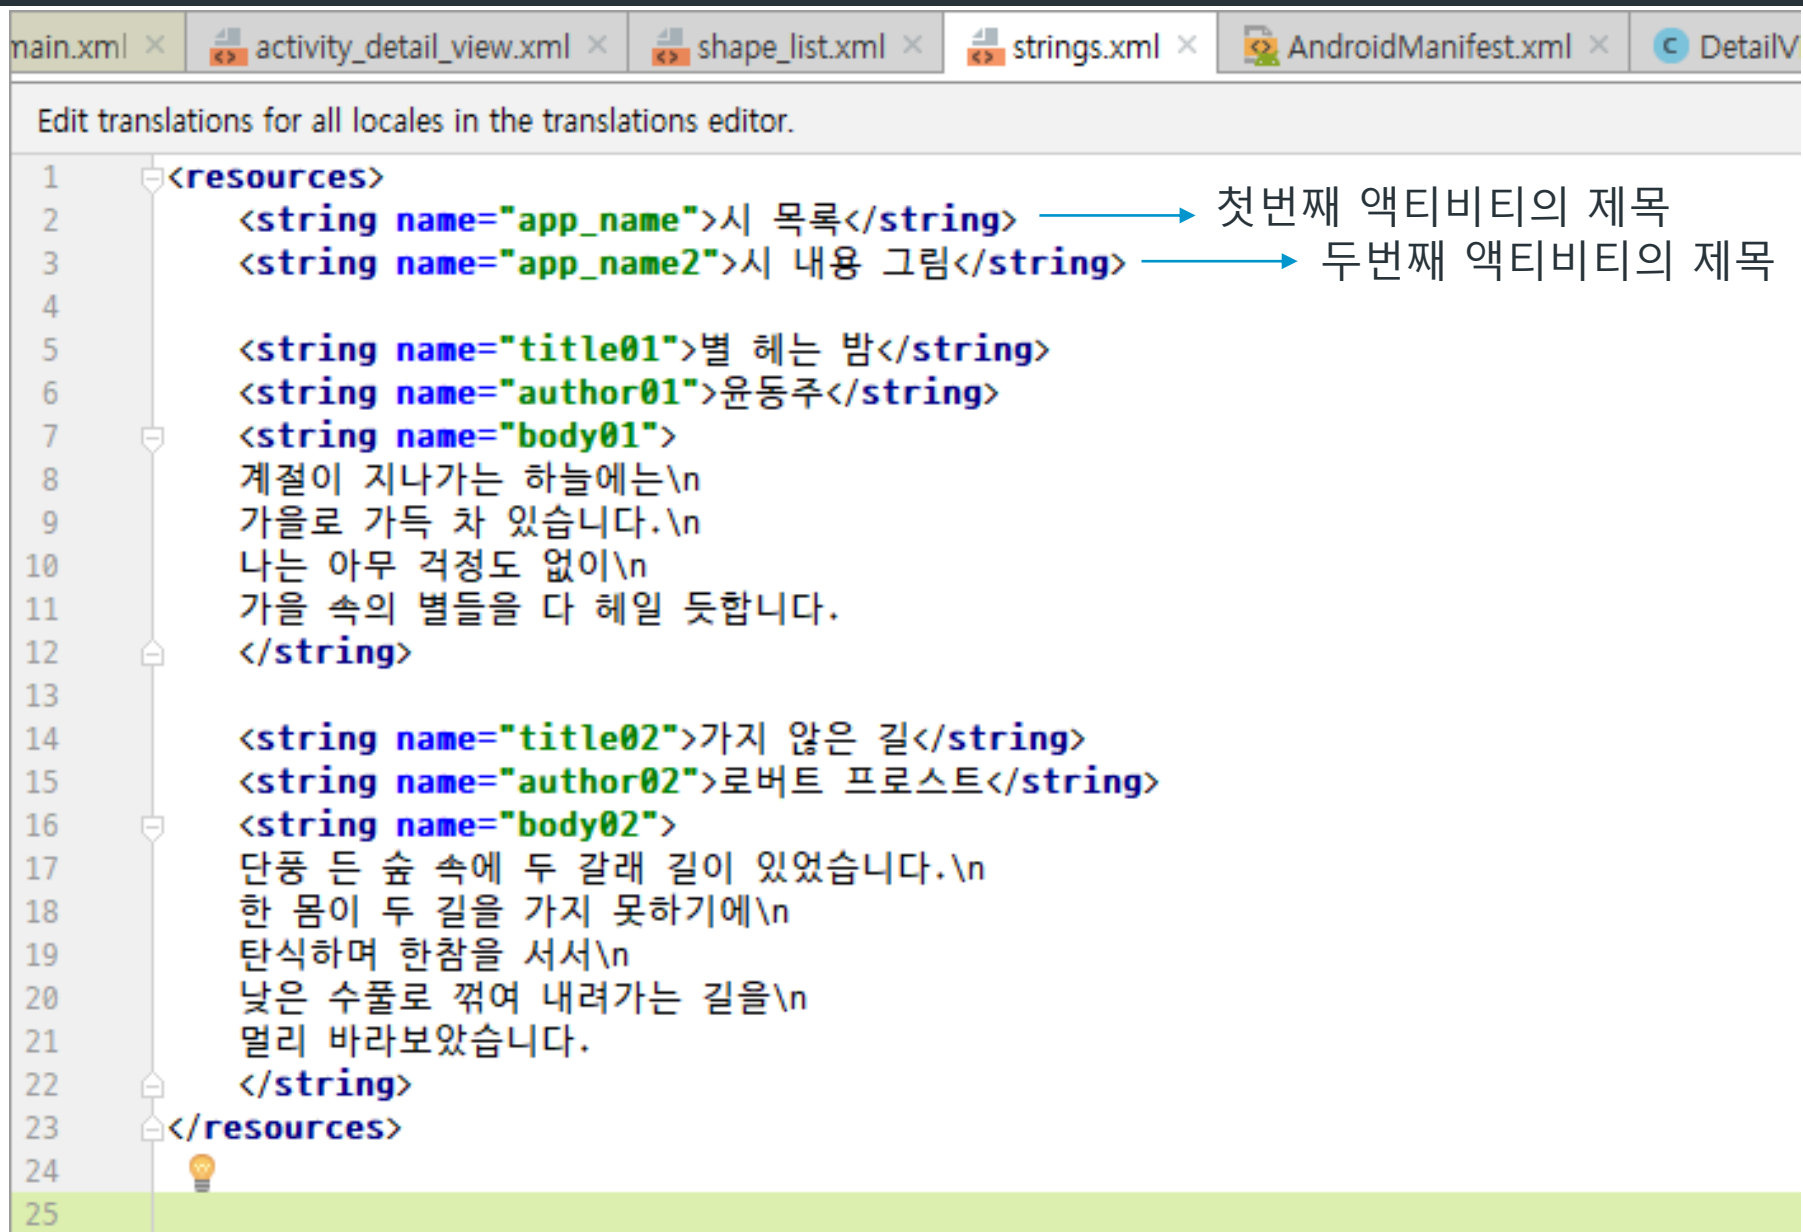 main.xml activity_detail_view.xml shape_list.xml strings.xml AndroidManifest.xml DetailVi
Edit translations for all locales in the translations editor.
1 <resources>
2 <string name="app_name">시 목록</string> 첫번째 액티비티의 제목
3 <string name="app_name2">시 내용 그림</string> 두번째 액티비티의 제목
4
5 <string name="title01">별 헤는 밤</string>
6 <string name="author01">윤동주</string>
7 <string name="body01">
8 계절이 지나가는 하늘에는\n
9 가을로 가득 차 있습니다.\n
10 나는 아무 걱정도 없이\n
11 가을 속의 별들을 다 헤일 듯합니다.
12 </string>
13
14 <string name="title02">가지 않은 길</string>
15 <string name="author02">로버트 프로스트</string>
16 <string name="body02">
17 단풍 든 숲 속에 두 갈래 길이 있었습니다.\n
18 한 몸이 두 길을 가지 못하기에\n
19 탄식하며 한참을 서서\n
20 낮은 수풀로 꺾여 내려가는 길을\n
21 멀리 바라보았습니다.
22 </string>
23 </resources>
24
25